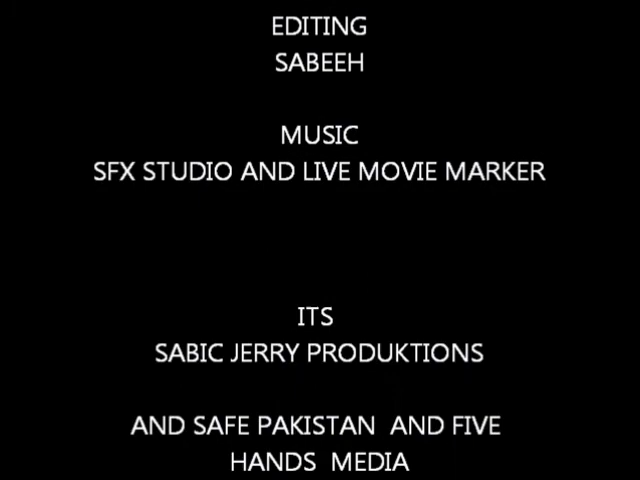 EDITING
SABEEH
MUSIC
SFX STUDIO AND LIVE MOVIE MARKER
ITS
SABIC JERRY PRODUKTIONS
AND SAFE PAKISTAN  AND FIVE
HANDS  MEDIA